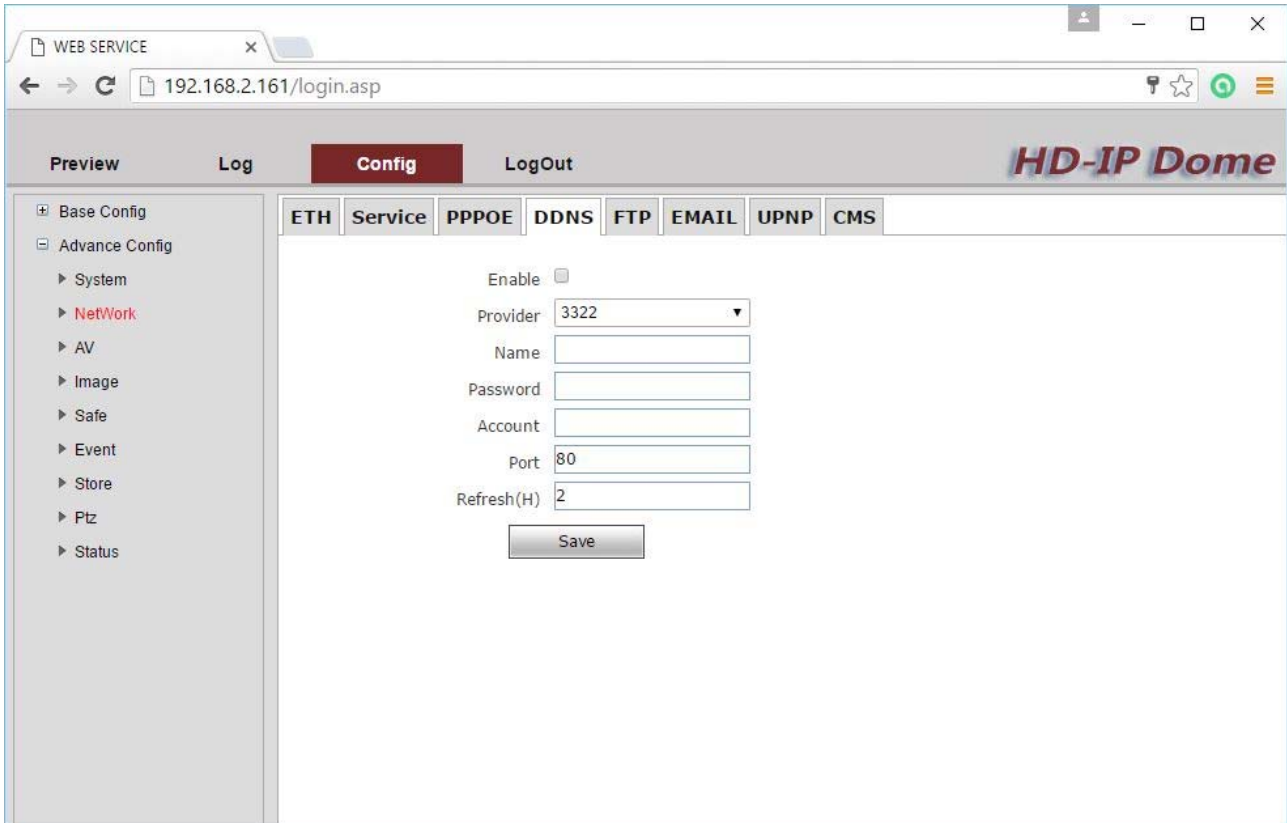 WEB SERVICE
192.168.2.161/login.asp
Preview Log Config LogOut HD-IP Dome
Base Config
Advance Config
System
NetWork
AV
Image
Safe
Event
Store
Ptz
Status
ETH Service PPPOE DDNS FTP EMAIL UPNP CMS
Enable
Provider 3322
Name
Password
Account
Port 80
Refresh(H) 2
Save